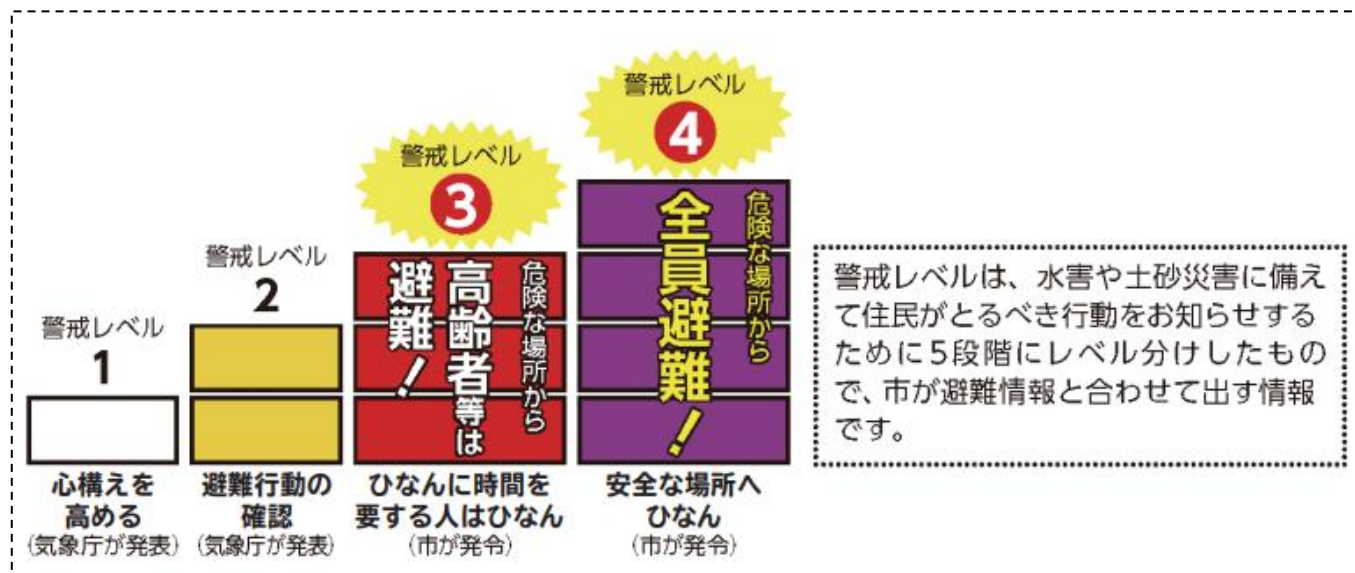 警戒レベル
1
心構えを
高める
(気象庁が発表)
警戒レベル
2
避難行動の
確認
(気象庁が発表)
警戒レベル
3
危険な場所から
高齢者等は
避難!
ひなんに時間を
要する人はひなん
(市が発令)
警戒レベル
4
危険な場所から
全員避難!
安全な場所へ
ひなん
(市が発令)
警戒レベルは、水害や土砂災害に備え
て住民がとるべき行動をお知らせする
ために5段階にレベル分けしたもの
で、市が避難情報と合わせて出す情報
です。